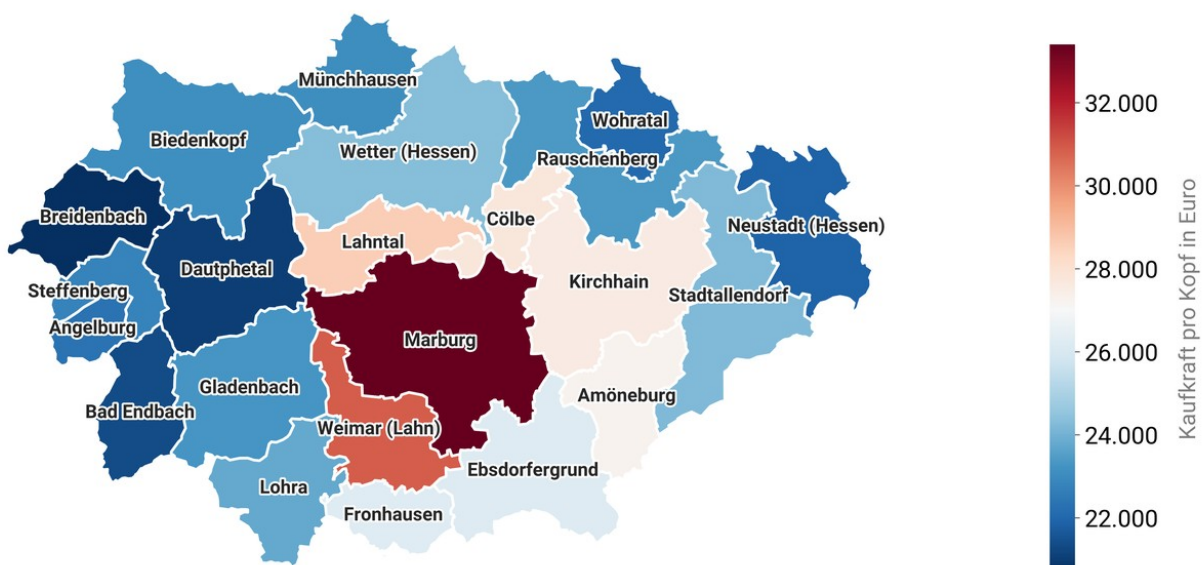 Münchhausen
Biedenkopf
Wetter (Hessen)
Wohratal
Rauschenberg
Breidenbach
Lahntal
Cölbe
Neustadt (Hessen)
Dautphetal
Kirchhain
Steffenberg
Stadtallendorf
Angelburg
Marburg
Gladenbach
Amöneburg
Bad Endbach
Weimar (Lahn)
Ebsdorfergrund
Lohra
Fronhausen
32.000
30.000
28.000
26.000
24.000
22.000
Kaufkraft pro Kopf in Euro